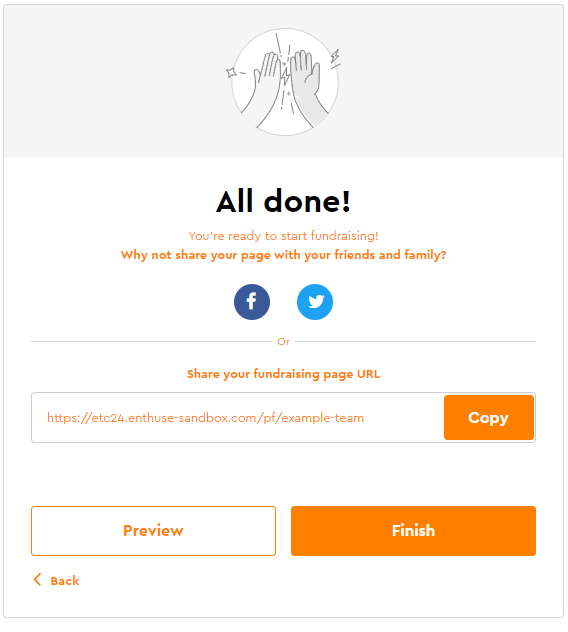 All done!
You're ready to start fundraising!
Why not share your page with your friends and family?
Or
Share your fundraising page URL
https://etc24.enthuse-sandbox.com/pf/example-team
Copy
Preview
Finish
Back